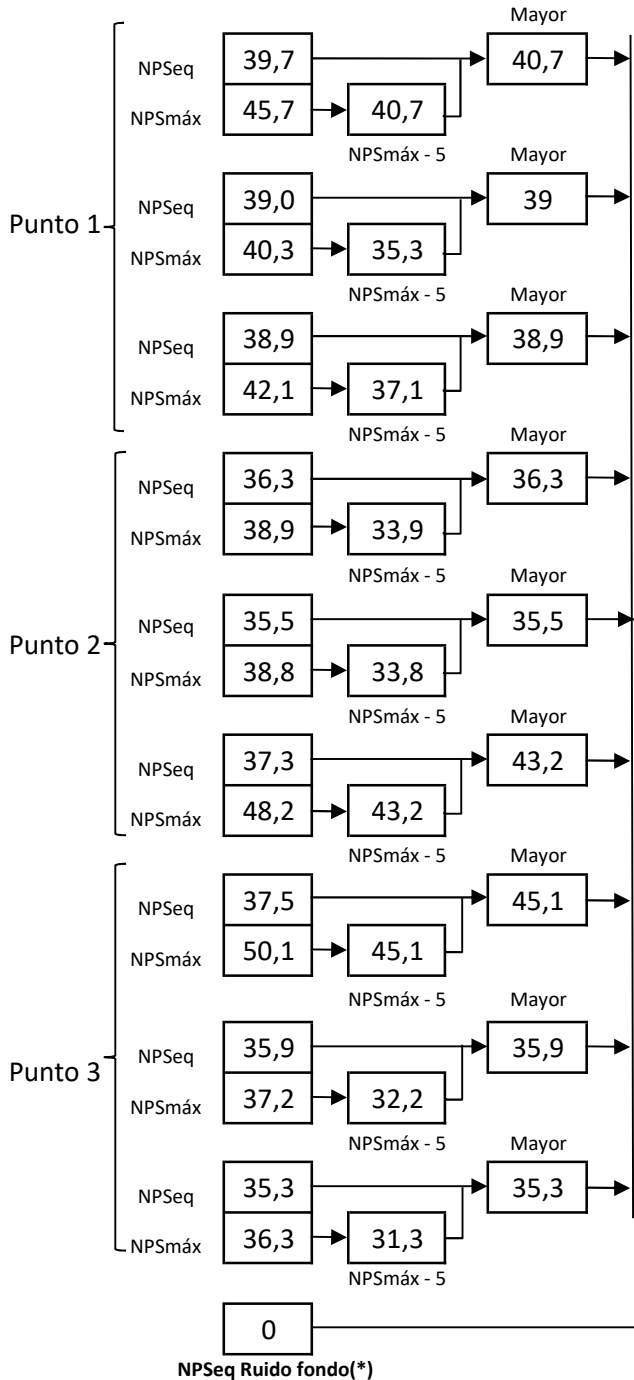 Mayor
NPSeq 39,7 40,7
NPSmáx 45,7 40,7
NPSmáx - 5 Mayor
Punto 1
NPSeq 39,0 39
NPSmáx 40,3 35,3
NPSmáx - 5 Mayor
NPSeq 38,9 38,9
NPSmáx 42,1 37,1
NPSmáx - 5 Mayor
NPSeq 36,3 36,3
NPSmáx 38,9 33,9
NPSmáx - 5 Mayor
Punto 2
NPSeq 35,5 35,5
NPSmáx 38,8 33,8
NPSmáx - 5 Mayor
NPSeq 37,3 43,2
NPSmáx 48,2 43,2
NPSmáx - 5 Mayor
NPSeq 37,5 45,1
NPSmáx 50,1 45,1
NPSmáx - 5 Mayor
Punto 3
NPSeq 35,9 35,9
NPSmáx 37,2 32,2
NPSmáx - 5 Mayor
NPSeq 35,3 35,3
NPSmáx 36,3 31,3
NPSmáx - 5
0
NPSeq Ruido fondo(*)